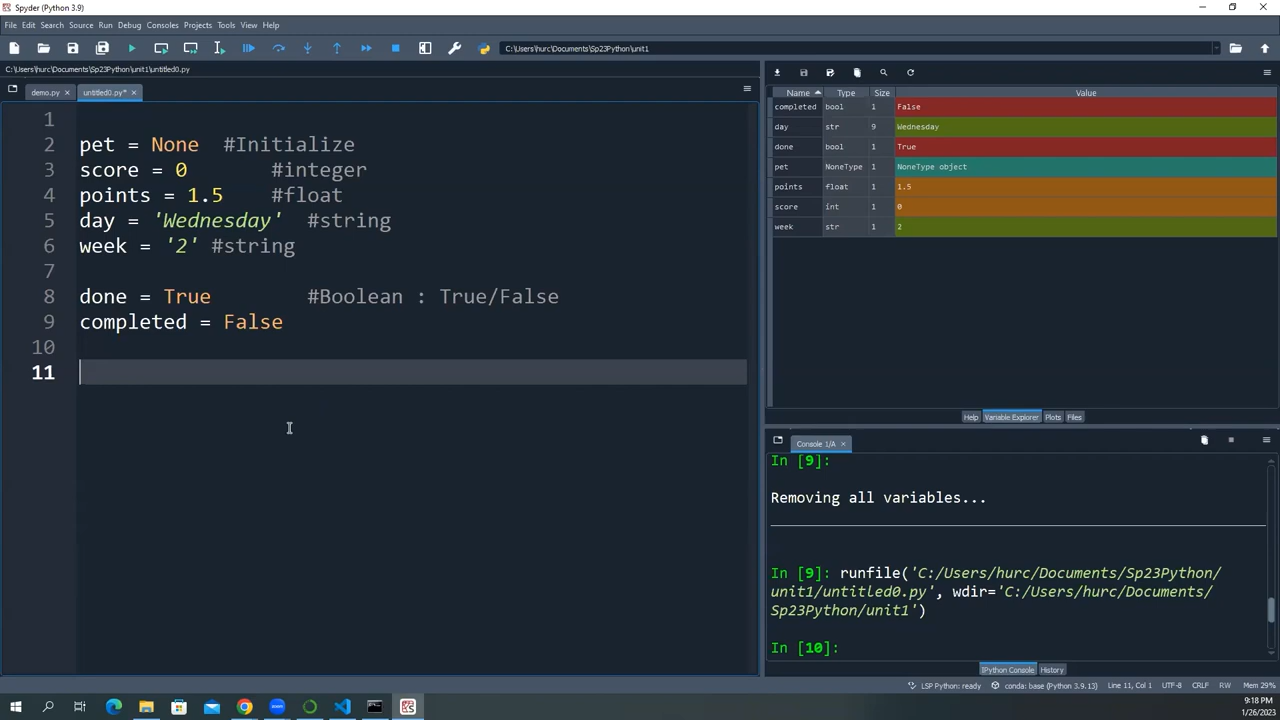 Spyder (Python 3.9)
File Edit Search Source Run Debug Consoles Projects Tools View Help
C:\Users\hurc\Documents\Sp23Python\unit1
C:\Users\hurc\Documents\Sp23Python\unit1\untitled0.py
demo.py untitled0.py*
1
2 pet = None #Initialize
3 score = 0 #integer
4 points = 1.5 #float
5 day = 'Wednesday' #string
6 week = '2' #string
7
8 done = True #Boolean : True/False
9 completed = False
10
11
Name Type Size Value
completed bool 1 False
day str 9 Wednesday
done bool 1 True
pet NoneType 1 NoneType object
points float 1 1.5
score int 1 0
week str 1 2
Help Variable Explorer Plots Files
Console 1/A
In [9]:
Removing all variables...
In [9]: runfile('C:/Users/hurc/Documents/Sp23Python/
unit1/untitled0.py', wdir='C:/Users/hurc/Documents/
Sp23Python/unit1')
In [10]:
IPython Console History
LSP Python: ready conda: base (Python 3.9.13) Line 11, Col 1 UTF-8 CRLF RW Mem 29%
9:18 PM
1/26/2023